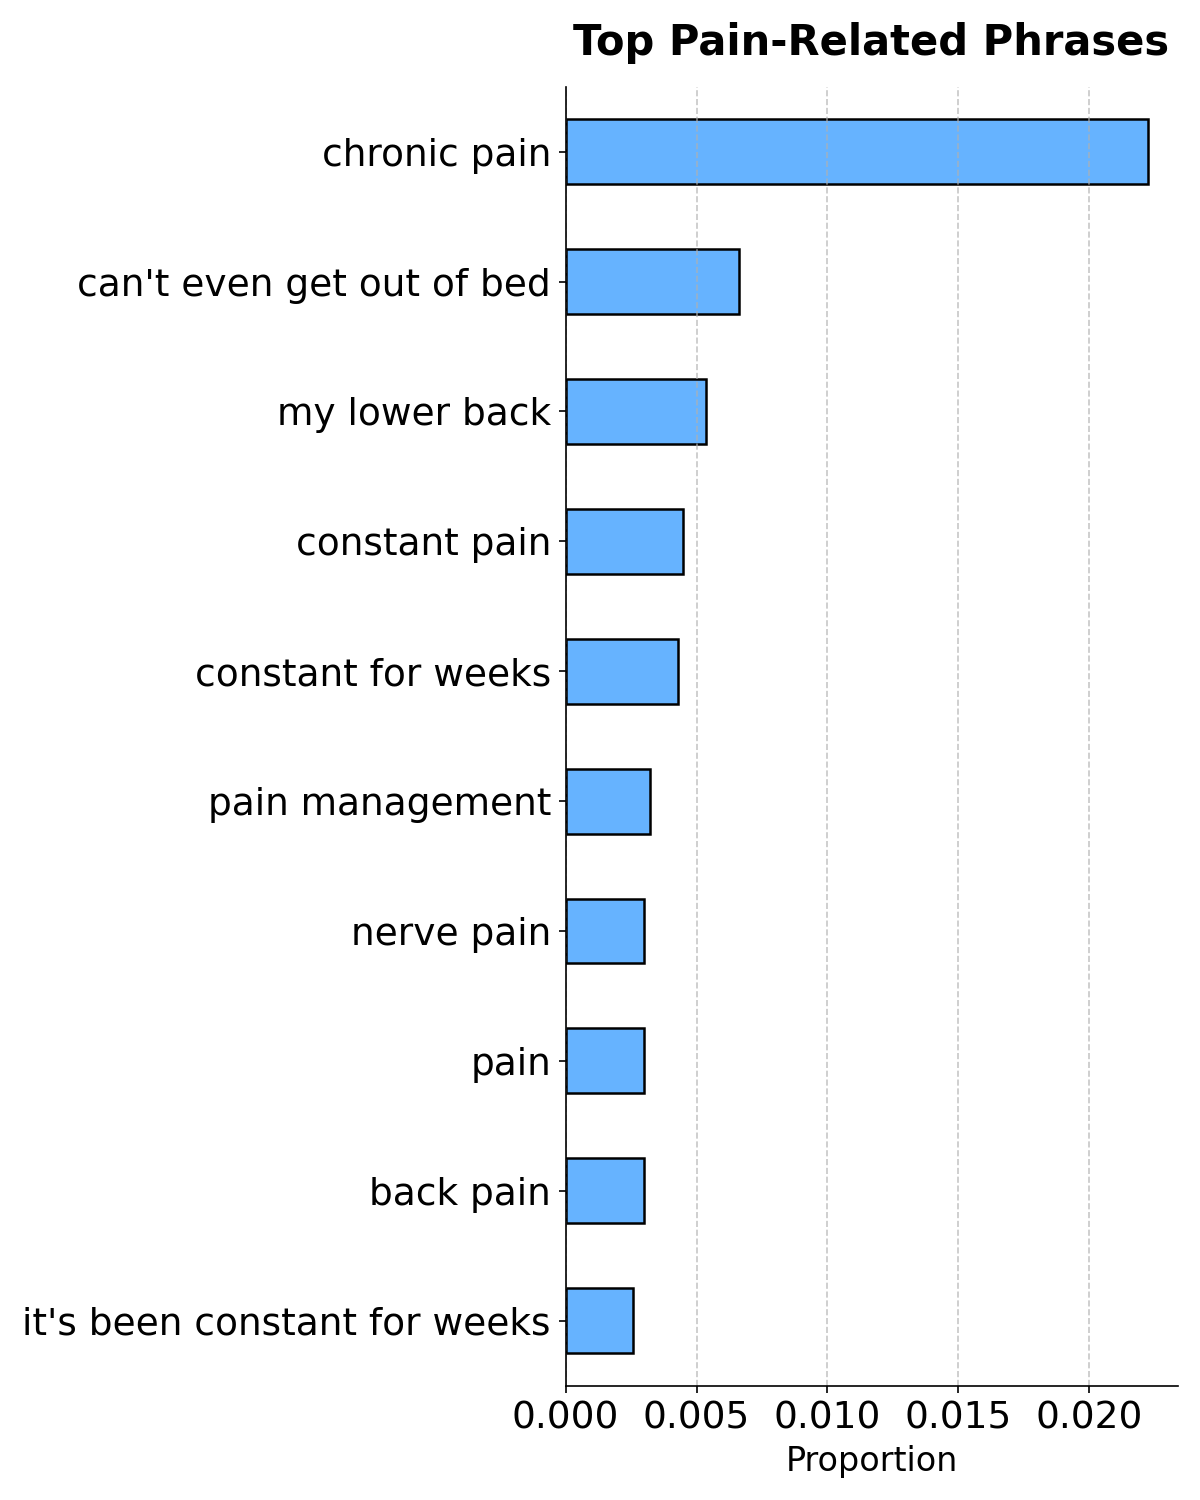 Top Pain-Related Phrases
chronic pain
can't even get out of bed
my lower back
constant pain
constant for weeks
pain management
nerve pain
pain
back pain
it's been constant for weeks
0.000 0.005 0.010 0.015 0.020
Proportion